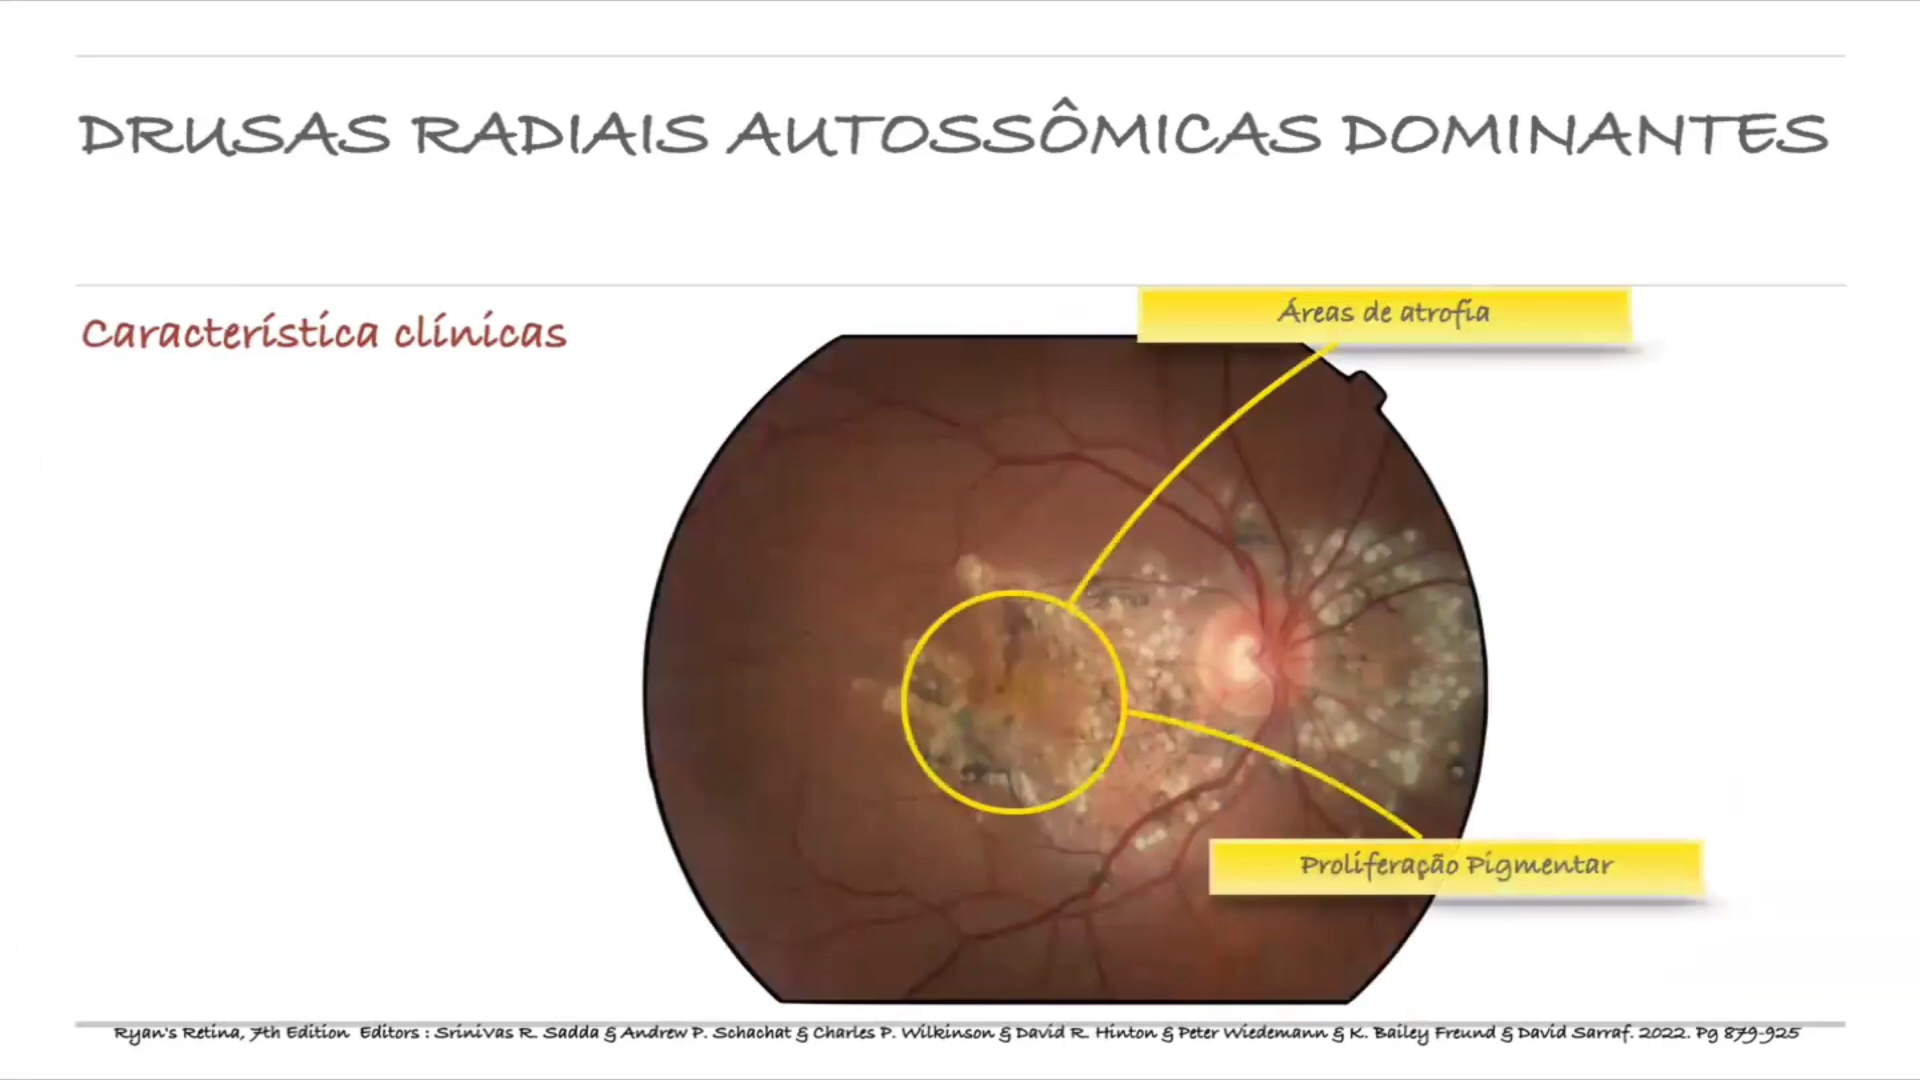 DRUSAS RADIAIS AUTOSSÔMICAS DOMINANTES
Característica clínicas
Áreas de atrofia
Proliferação Pigmentar
Ryan's Retina, 7th Edition Editors : SriniVas R. Sadda & Andrew P. Schachat & Charles P. Wilkinson & David R. Hinton & Peter Wiedemann & K. Bailey Freund & David Sarraf. 2022. Pg 879-925